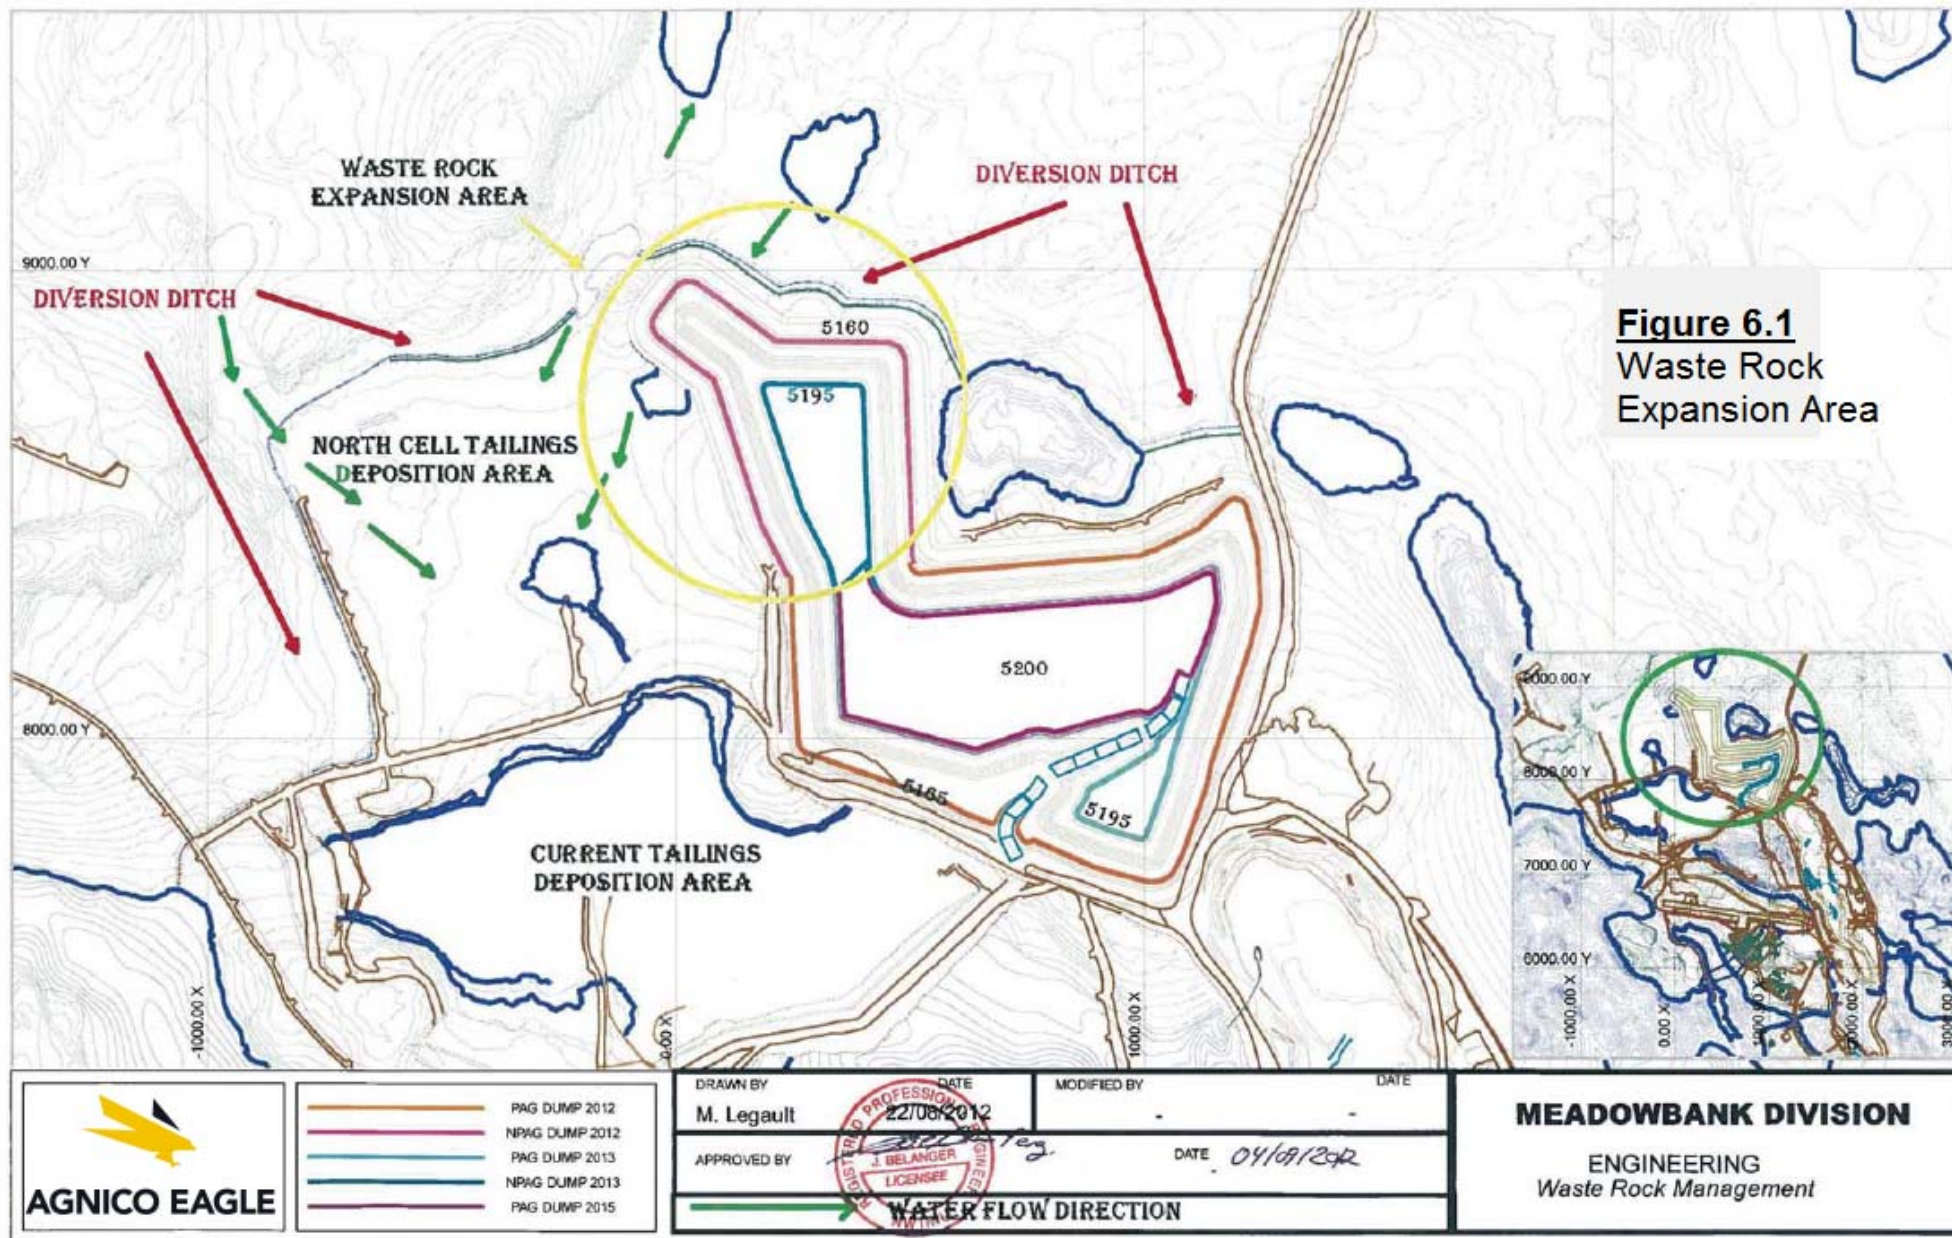 WASTE ROCK
EXPANSION AREA
DIVERSION DITCH
9000.00 Y
DIVERSION DITCH
5160
5195
Figure 6.1
Waste Rock
Expansion Area
NORTH CELL TAILINGS
DEPOSITION AREA
5200
8000.00 Y
5165
5195
CURRENT TAILINGS
DEPOSITION AREA
-1000.00 X
0.00 X
1000.00 X
8000.00 Y
7000.00 Y
6000.00 Y
-1000.00 X
0.00 X
AGNICO EAGLE
PAG DUMP 2012
NPAG DUMP 2012
PAG DUMP 2013
NPAG DUMP 2013
PAG DUMP 2015
DRAWN BY
DATE
M. Legault
22/08/2012
MODIFIED BY
DATE
-
-
APPROVED BY
REGISTERED PROFESSIONAL ENGINEER
J. BELANGER
LICENSEE
DATE
WATER FLOW DIRECTION
MEADOWBANK DIVISION
ENGINEERING
Waste Rock Management